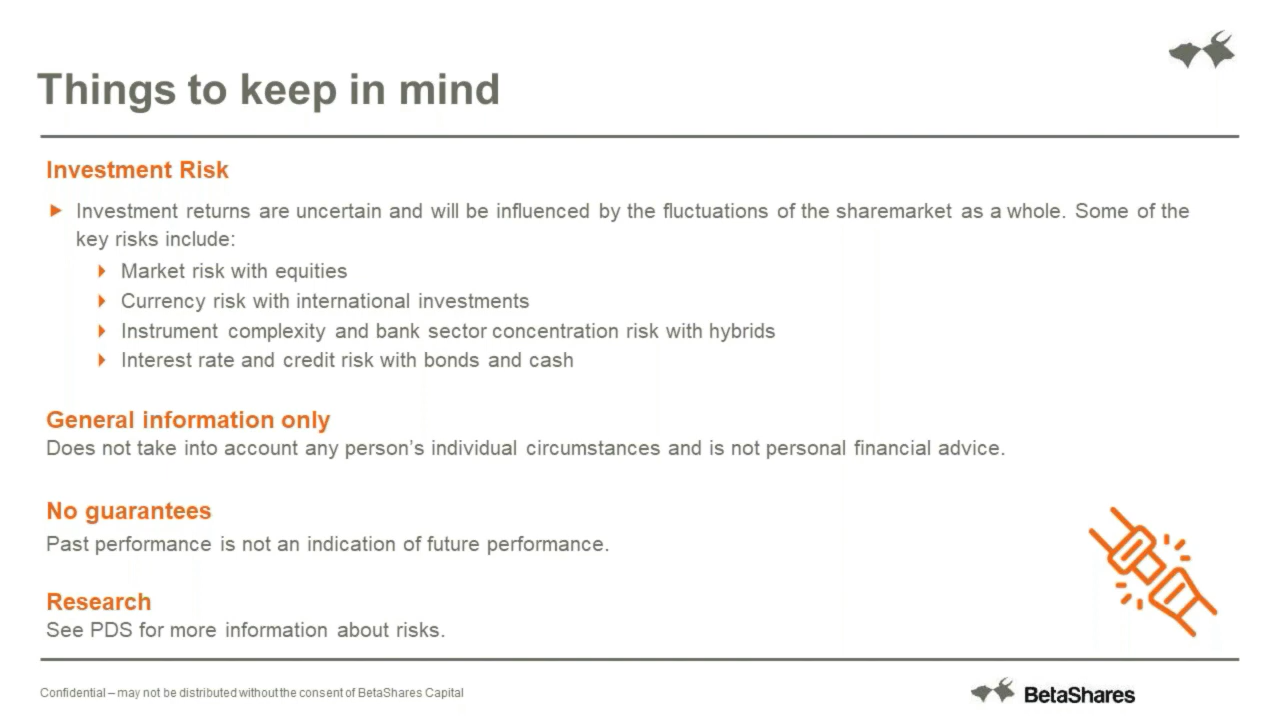 Things to keep in mind
Investment Risk
Investment returns are uncertain and will be influenced by the fluctuations of the sharemarket as a whole. Some of the
key risks include:
Market risk with equities
Currency risk with international investments
Instrument complexity and bank sector concentration risk with hybrids
Interest rate and credit risk with bonds and cash
General information only
Does not take into account any person’s individual circumstances and is not personal financial advice.
No guarantees
Past performance is not an indication of future performance.
Research
See PDS for more information about risks.
Confidential – may not be distributed without the consent of BetaShares Capital
BetaShares